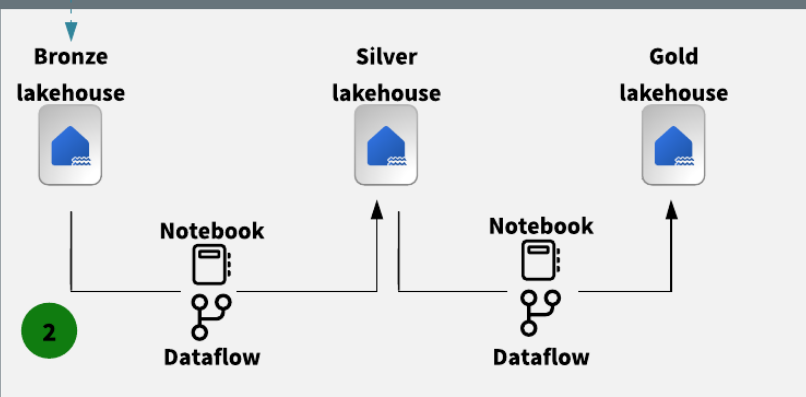 Bronze
lakehouse
Silver
lakehouse
Gold
lakehouse
Notebook
Dataflow
Notebook
Dataflow
2